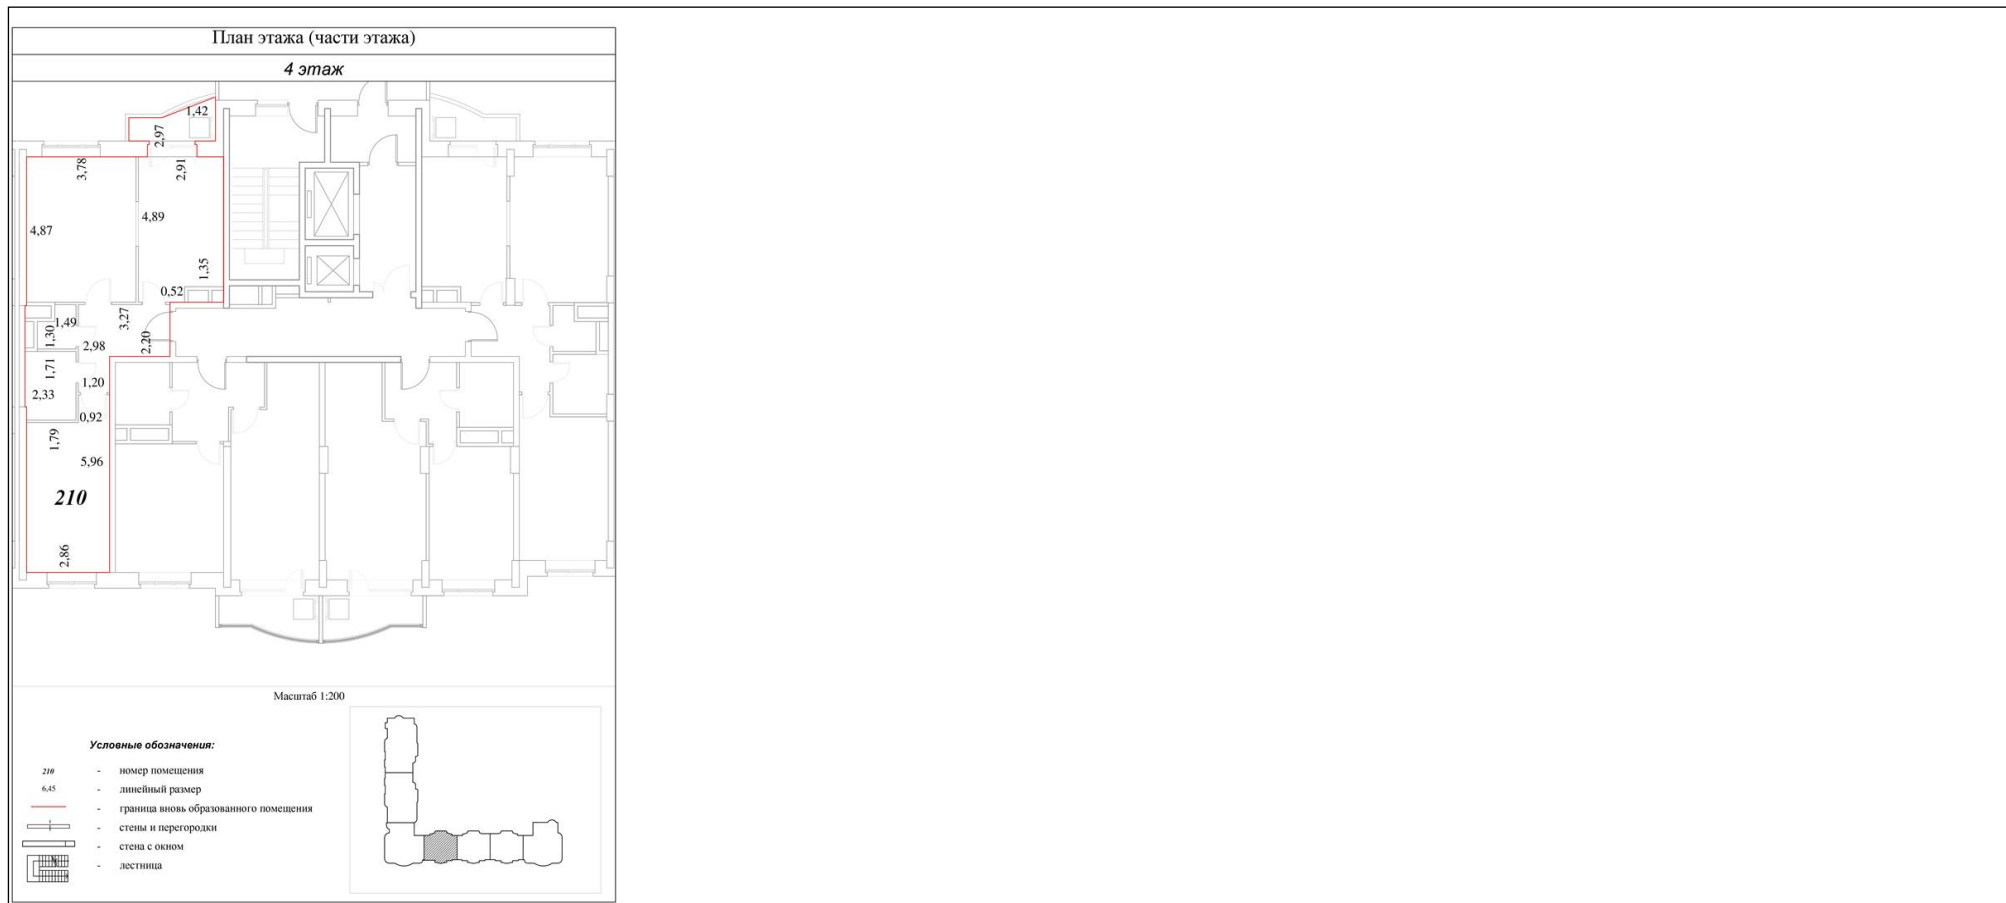 План этажа (части этажа)
4 этаж
1,42
2,97
3,78
2,91
4,89
4,87
1,35
0,52
1,49
3,27
1,30
2,20
2,98
1,71
1,20
2,33
0,92
1,79
5,96
210
2,86
Масштаб 1:200
Условные обозначения:
210 - номер помещения
6,45 - линейный размер
- граница вновь образованного помещения
- стены и перегородки
- стена с окном
- лестница